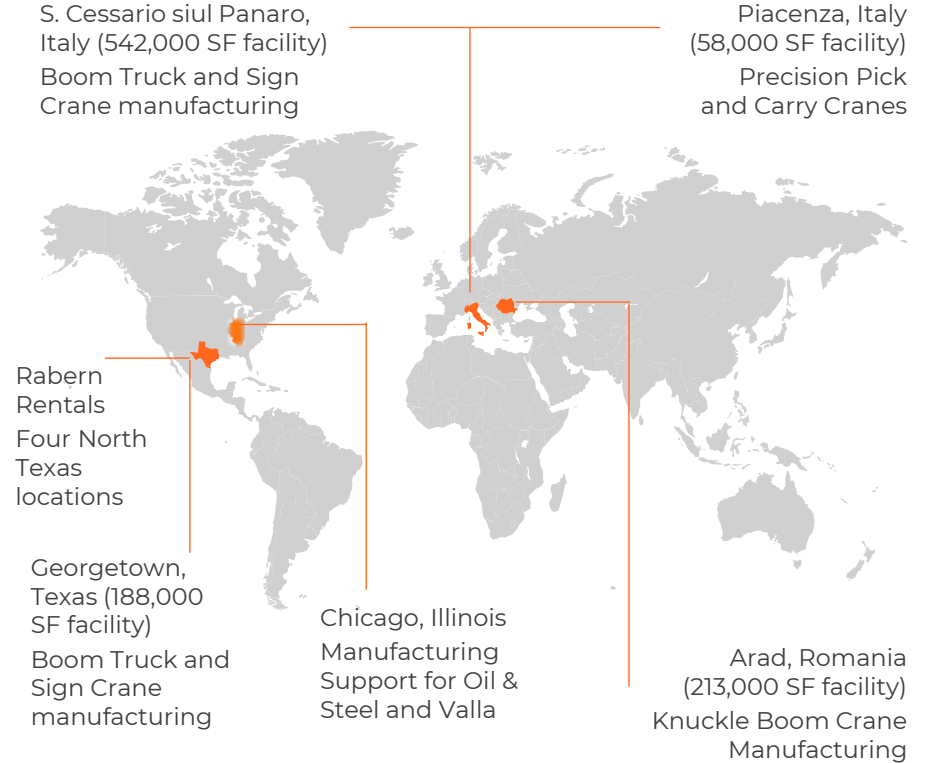 S. Cessario siul Panaro,
Italy (542,000 SF facility)
Boom Truck and Sign
Crane manufacturing
Piacenza, Italy
(58,000 SF facility)
Precision Pick
and Carry Cranes
Rabern
Rentals
Four North
Texas
locations
Georgetown,
Texas (188,000
SF facility)
Boom Truck and
Sign Crane
manufacturing
Chicago, Illinois
Manufacturing
Support for Oil &
Steel and Valla
Arad, Romania
(213,000 SF facility)
Knuckle Boom Crane
Manufacturing